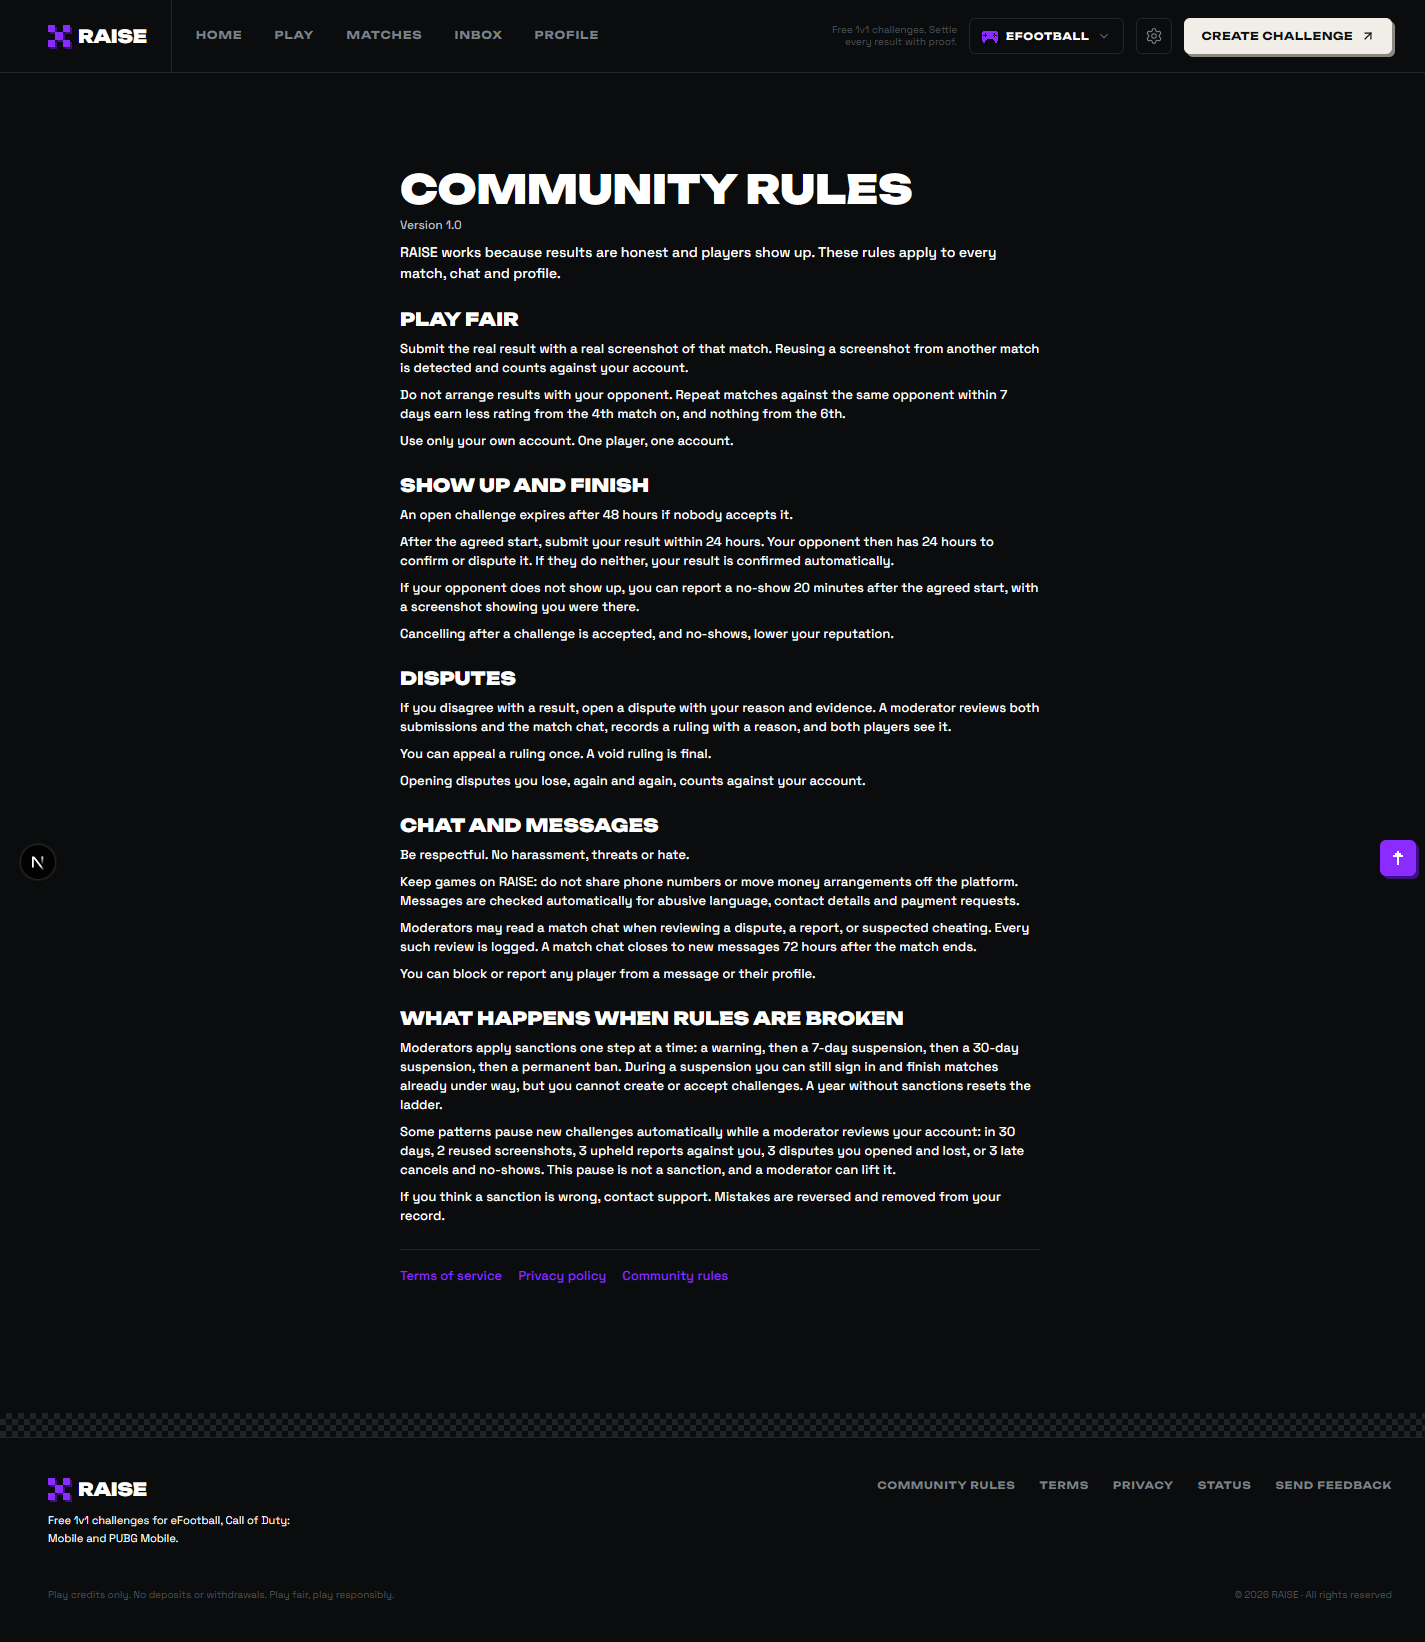 RAISE
HOME
PLAY
MATCHES
INBOX
PROFILE
Free 1v1 challenges. Settle
every result with proof.
EFOOTBALL
CREATE CHALLENGE
COMMUNITY RULES
Version 1.0
RAISE works because results are honest and players show up. These rules apply to every
match, chat and profile.
PLAY FAIR
Submit the real result with a real screenshot of that match. Reusing a screenshot from another match
is detected and counts against your account.
Do not arrange results with your opponent. Repeat matches against the same opponent within 7
days earn less rating from the 4th match on, and nothing from the 6th.
Use only your own account. One player, one account.
SHOW UP AND FINISH
An open challenge expires after 48 hours if nobody accepts it.
After the agreed start, submit your result within 24 hours. Your opponent then has 24 hours to
confirm or dispute it. If they do neither, your result is confirmed automatically.
If your opponent does not show up, you can report a no-show 20 minutes after the agreed start, with
a screenshot showing you were there.
Cancelling after a challenge is accepted, and no-shows, lower your reputation.
DISPUTES
If you disagree with a result, open a dispute with your reason and evidence. A moderator reviews both
submissions and the match chat, records a ruling with a reason, and both players see it.
You can appeal a ruling once. A void ruling is final.
Opening disputes you lose, again and again, counts against your account.
CHAT AND MESSAGES
Be respectful. No harassment, threats or hate.
Keep games on RAISE: do not share phone numbers or move money arrangements off the platform.
Messages are checked automatically for abusive language, contact details and payment requests.
Moderators may read a match chat when reviewing a dispute, a report, or suspected cheating. Every
such review is logged. A match chat closes to new messages 72 hours after the match ends.
You can block or report any player from a message or their profile.
WHAT HAPPENS WHEN RULES ARE BROKEN
Moderators apply sanctions one step at a time: a warning, then a 7-day suspension, then a 30-day
suspension, then a permanent ban. During a suspension you can still sign in and finish matches
already under way, but you cannot create or accept challenges. A year without sanctions resets the
ladder.
Some patterns pause new challenges automatically while a moderator reviews your account: in 30
days, 2 reused screenshots, 3 upheld reports against you, 3 disputes you opened and lost, or 3 late
cancels and no-shows. This pause is not a sanction, and a moderator can lift it.
If you think a sanction is wrong, contact support. Mistakes are reversed and removed from your
record.
Terms of service
Privacy policy
Community rules
N
RAISE
Free 1v1 challenges for eFootball, Call of Duty:
Mobile and PUBG Mobile.
COMMUNITY RULES
TERMS
PRIVACY
STATUS
SEND FEEDBACK
Play credits only. No deposits or withdrawals. Play fair, play responsibly.
© 2026 RAISE · All rights reserved